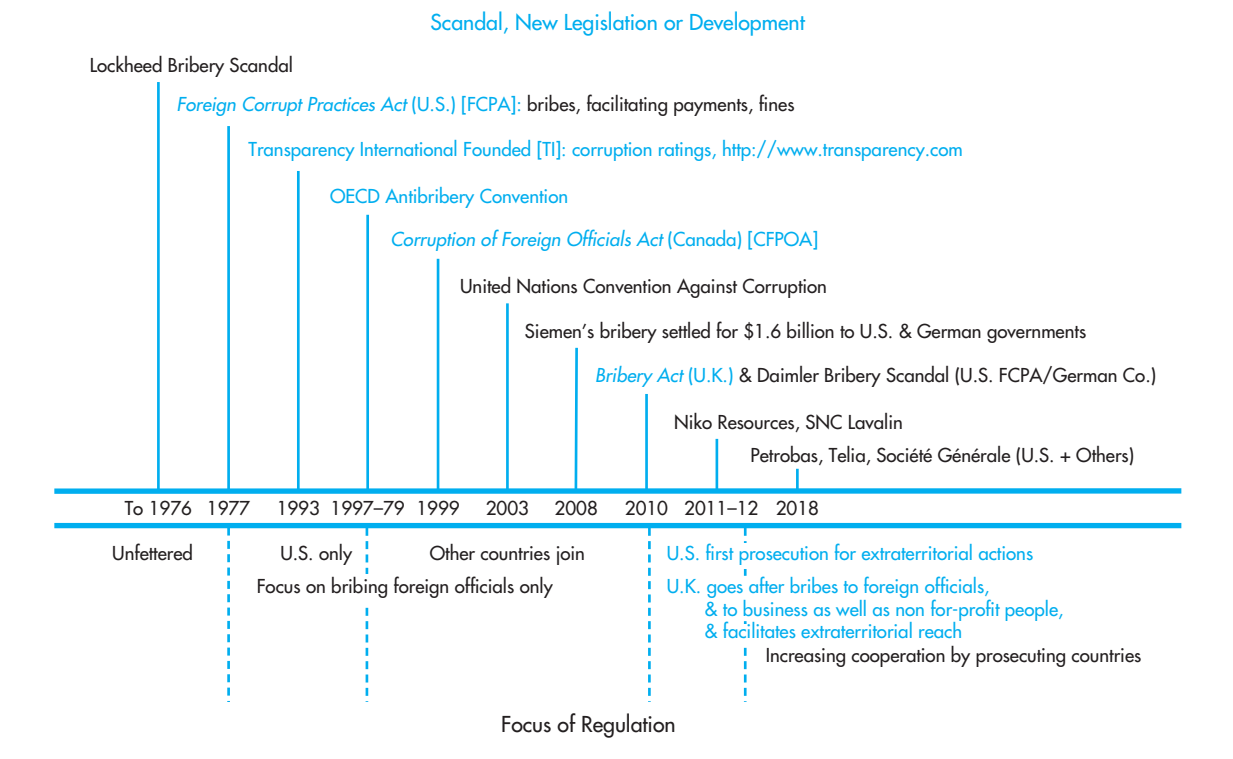 Scandal, New Legislation or Development
Lockheed Bribery Scandal
Foreign Corrupt Practices Act (U.S.) [FCPA]: bribes, facilitating payments, fines
Transparency International Founded [TI]: corruption ratings, http://www.transparency.com
OECD Antibribery Convention
Corruption of Foreign Officials Act (Canada) [CFPOA]
United Nations Convention Against Corruption
Siemen's bribery settled for $1.6 billion to U.S. & German governments
Bribery Act (U.K.) & Daimler Bribery Scandal (U.S. FCPA/German Co.)
Niko Resources, SNC Lavalin
Petrobas, Telia, Société Générale (U.S. + Others)
To 1976 1977 1993 1997–79 1999 2003 2008 2010 2011–12 2018
Unfettered U.S. only Other countries join U.S. first prosecution for extraterritorial actions
Focus on bribing foreign officials only U.K. goes after bribes to foreign officials,
& to business as well as non for-profit people,
& facilitates extraterritorial reach
Increasing cooperation by prosecuting countries
Focus of Regulation